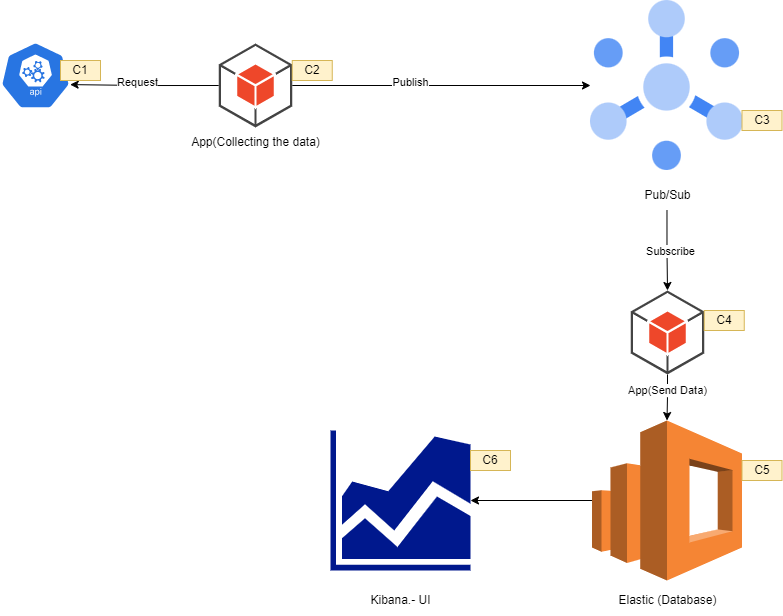 C1
api
Request
C2
App(Collecting the data)
Publish
C3
Pub/Sub
Subscribe
C4
App(Send Data)
C5
Elastic (Database)
C6
Kibana.- UI